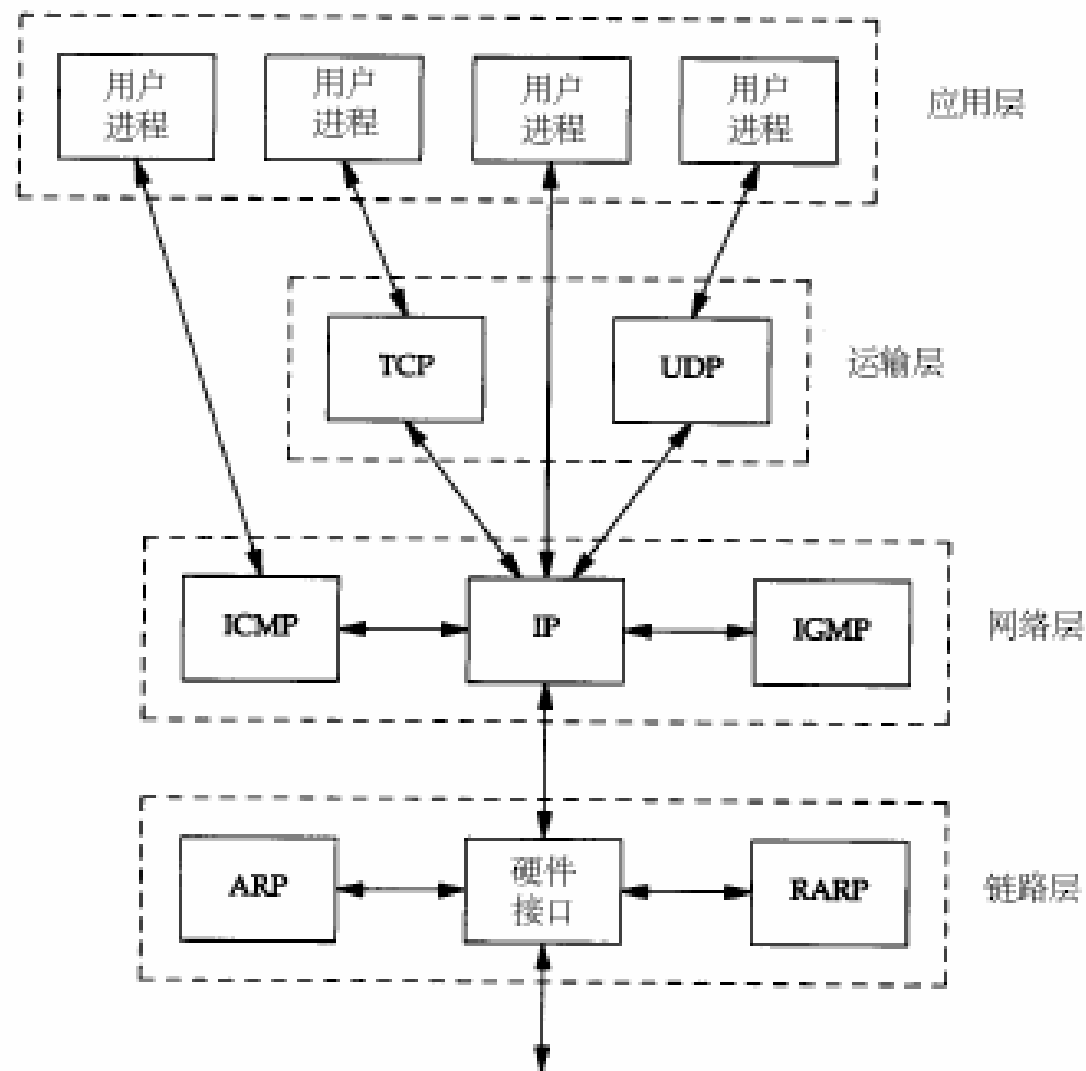 用户
进程
用户
进程
用户
进程
用户
进程
应用层
TCP
UDP
运输层
ICMP
IP
IGMP
网络层
ARP
硬件
接口
RARP
链路层